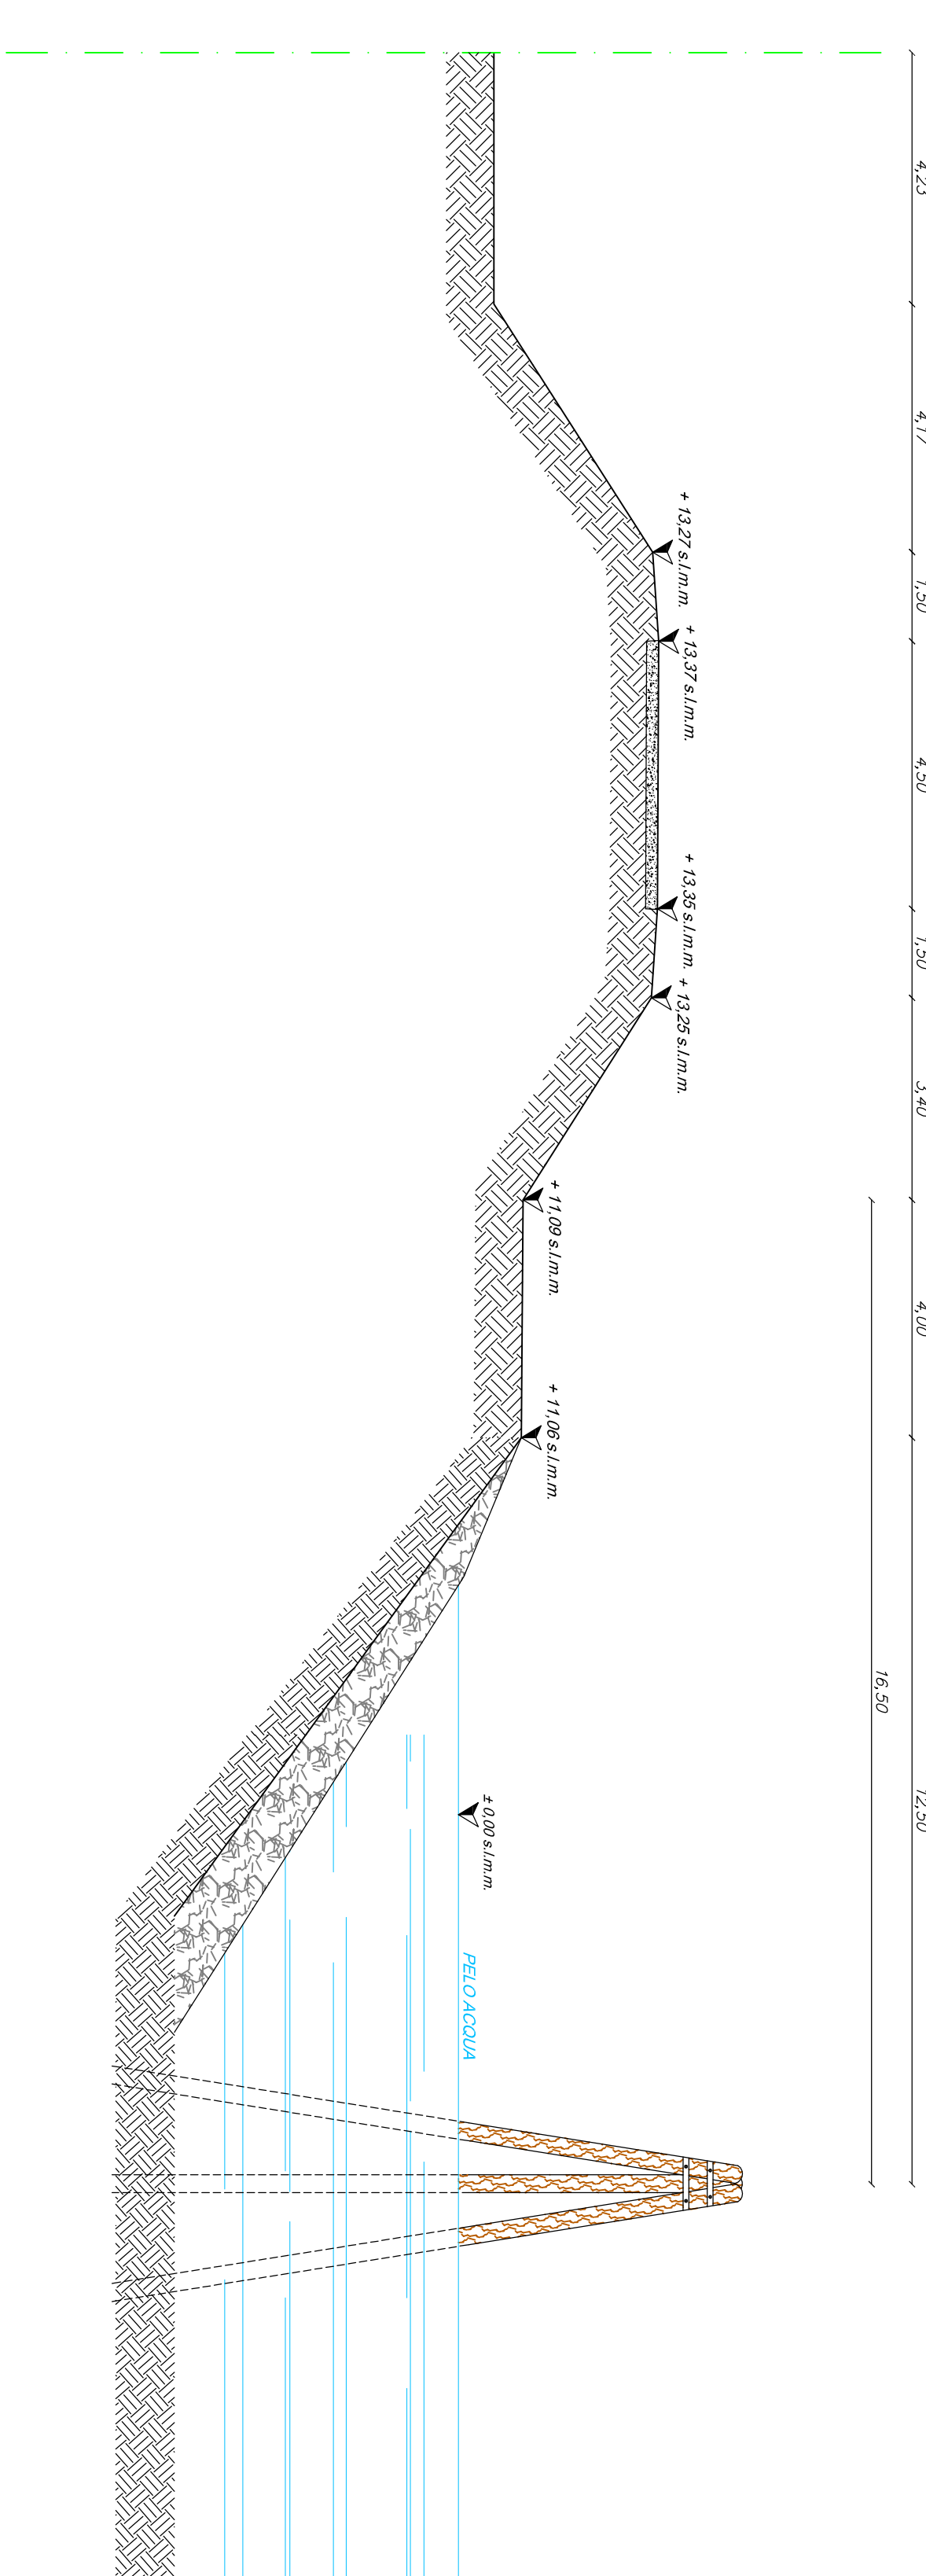 4,23
4,17
1,50
4,50
1,50
3,40
4,00
12,50
16,50
+ 13,27 s.l.m.m.
+ 13,37 s.l.m.m.
+ 13,35 s.l.m.m.
+ 13,25 s.l.m.m.
+ 11,09 s.l.m.m.
+ 11,06 s.l.m.m.
± 0,00 s.l.m.m.
PELO ACQUA